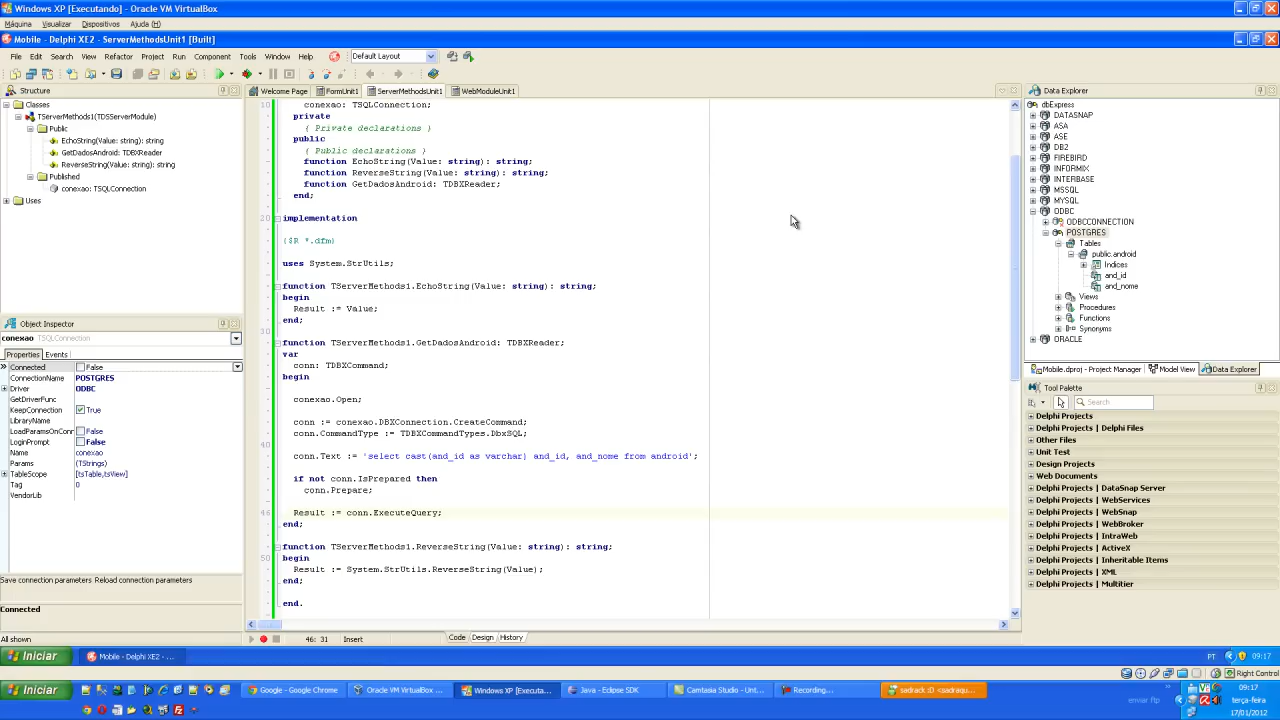 Windows XP [Executando] - Oracle VM VirtualBox
Máquina Visualizar Dispositivos Ajuda (H)
Mobile - Delphi XE2 - ServerMethodsUnit1 [Built]
File Edit Search View Refactor Project Run Component Tools Window Help Default Layout
Structure
Classes
TServerMethods1(TDSServerModule)
Public
EchoString(Value: string): string
GetDadosAndroid: TDBXReader
ReverseString(Value: string): string
Published
conexao: TSQLConnection
Uses
Object Inspector
conexao TSQLConnection
Properties Events
Connected False
ConnectionName POSTGRES
Driver ODBC
GetDriverFunc
KeepConnection True
LibraryName
LoadParamsOnConr False
LoginPrompt False
Name conexao
Params (TStrings)
TableScope [tsTable,tsView]
Tag 0
VendorLib
Save connection parameters Reload connection parameters
Connected
All shown
Welcome Page FormUnit1 ServerMethodsUnit1 WebModuleUnit1
10 conexao: TSQLConnection;
private
{ Private declarations }
public
{ Public declarations }
function EchoString(Value: string): string;
function ReverseString(Value: string): string;
function GetDadosAndroid: TDBXReader;
end;
20 implementation
{$R *.dfm}
uses System.StrUtils;
function TServerMethods1.EchoString(Value: string): string;
begin
Result := Value;
end;
30
function TServerMethods1.GetDadosAndroid: TDBXReader;
var
conn: TDBXCommand;
begin
conexao.Open;
conn := conexao.DBXConnection.CreateCommand;
conn.CommandType := TDBXCommandTypes.DbxSQL;
40
conn.Text := 'select cast(and_id as varchar) and_id, and_nome from android';
if not conn.IsPrepared then
conn.Prepare;
46 Result := conn.ExecuteQuery;
end;
function TServerMethods1.ReverseString(Value: string): string;
50 begin
Result := System.StrUtils.ReverseString(Value);
end;
end.
46: 31 Insert Code Design History
Data Explorer
dbExpress
DATASNAP
ASA
ASE
DB2
FIREBIRD
INFORMIX
INTERBASE
MSSQL
MYSQL
ODBC
ODBCCONNECTION
POSTGRES
Tables
public.android
Indices
and_id
and_nome
Views
Procedures
Functions
Synonyms
ORACLE
Mobile.dproj - Project Manager Model View Data Explorer
Tool Palette
Search
Delphi Projects
Delphi Projects | Delphi Files
Other Files
Unit Test
Design Projects
Web Documents
Delphi Projects | DataSnap Server
Delphi Projects | WebServices
Delphi Projects | WebSnap
Delphi Projects | WebBroker
Delphi Projects | IntraWeb
Delphi Projects | ActiveX
Delphi Projects | Inheritable Items
Delphi Projects | XML
Delphi Projects | Multitier
Iniciar Mobile - Delphi XE2 - ... PT 09:17
Right Control
Iniciar Google - Google Chrome Oracle VM VirtualBox ... Windows XP [Executa... Java - Eclipse SDK Camtasia Studio - Unt... Recording... sadrack :D <sadraqu... 09:17
enviar ftp terça-feira
17/01/2012